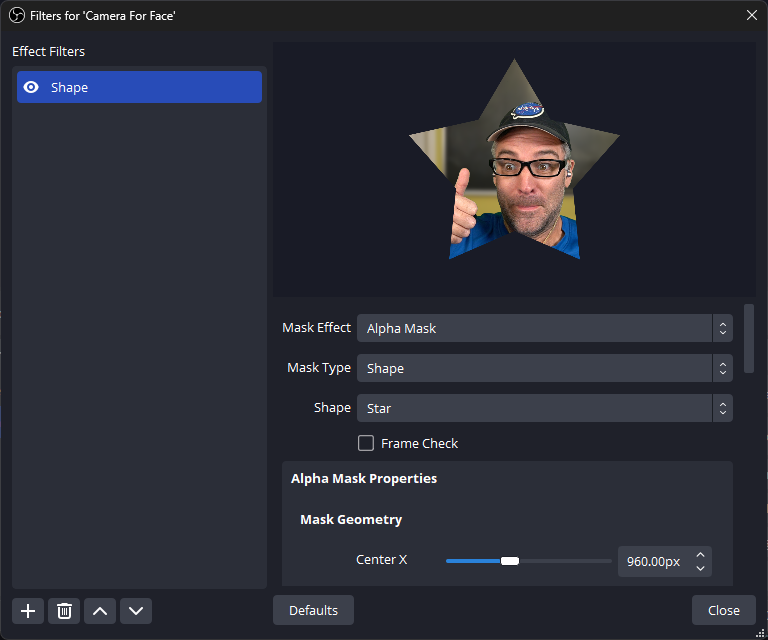 Filters for 'Camera For Face'
Effect Filters
Shape
Mask Effect
Alpha Mask
Mask Type
Shape
Shape
Star
Frame Check
Alpha Mask Properties
Mask Geometry
Center X
960.00px
Defaults
Close